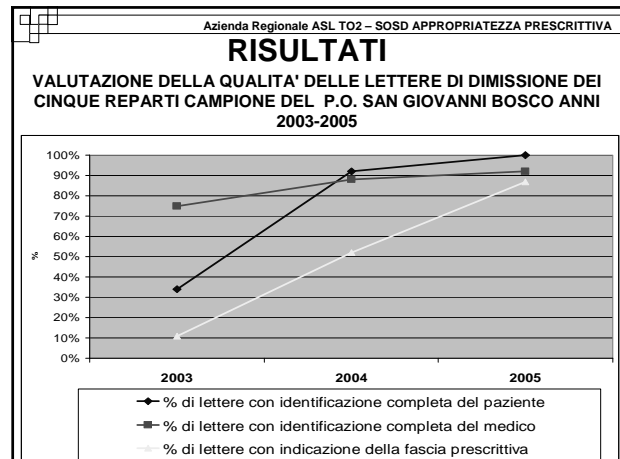 Azienda Regionale ASL TO2 – SOSD APPROPRIATEZZA PRESCRITTIVA
RISULTATI
VALUTAZIONE DELLA QUALITA' DELLE LETTERE DI DIMISSIONE DEI
CINQUE REPARTI CAMPIONE DEL P.O. SAN GIOVANNI BOSCO ANNI
2003-2005
100%
90%
80%
70%
60%
50%
40%
30%
20%
10%
0%
%
2003 2004 2005
% di lettere con identificazione completa del paziente
% di lettere con identificazione completa del medico
% di lettere con indicazione della fascia prescrittiva